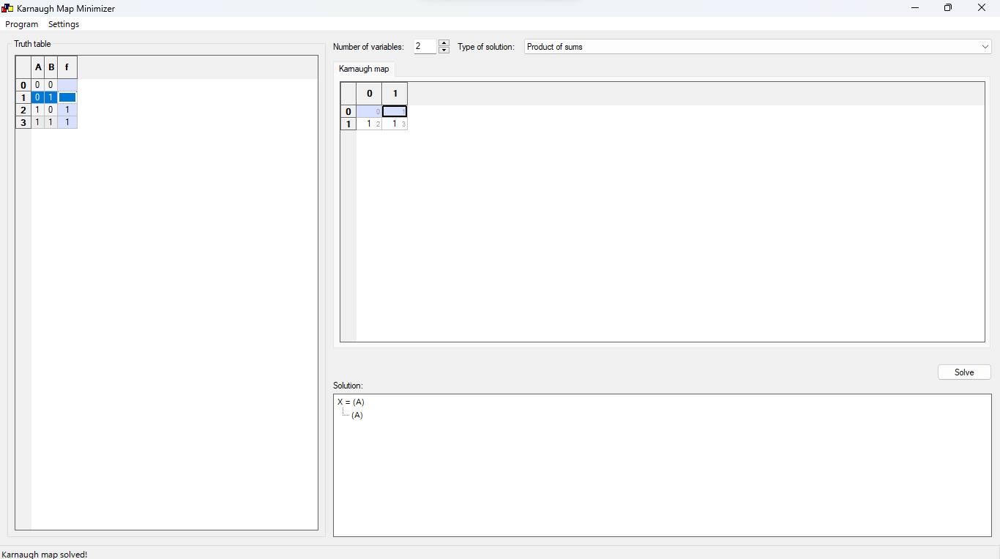 Karnaugh Map Minimizer
Program Settings
Truth table
A B f
0 0 0
1 0 1
2 1 0 1
3 1 1 1
Number of variables: 2 Type of solution: Product of sums
Karnaugh map
0 1
0 0 1
1 1 2 1 3
Solve
Solution:
X = (A)
(A)
Karnaugh map solved!